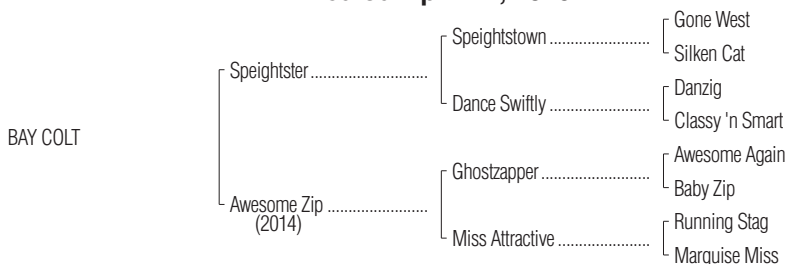 Gone West
Speightstown
Silken Cat
Speightster
Danzig
Dance Swiftly
Classy 'n Smart
BAY COLT
Awesome Again
Ghostzapper
Baby Zip
Awesome Zip
(2014)
Running Stag
Miss Attractive
Marquise Miss